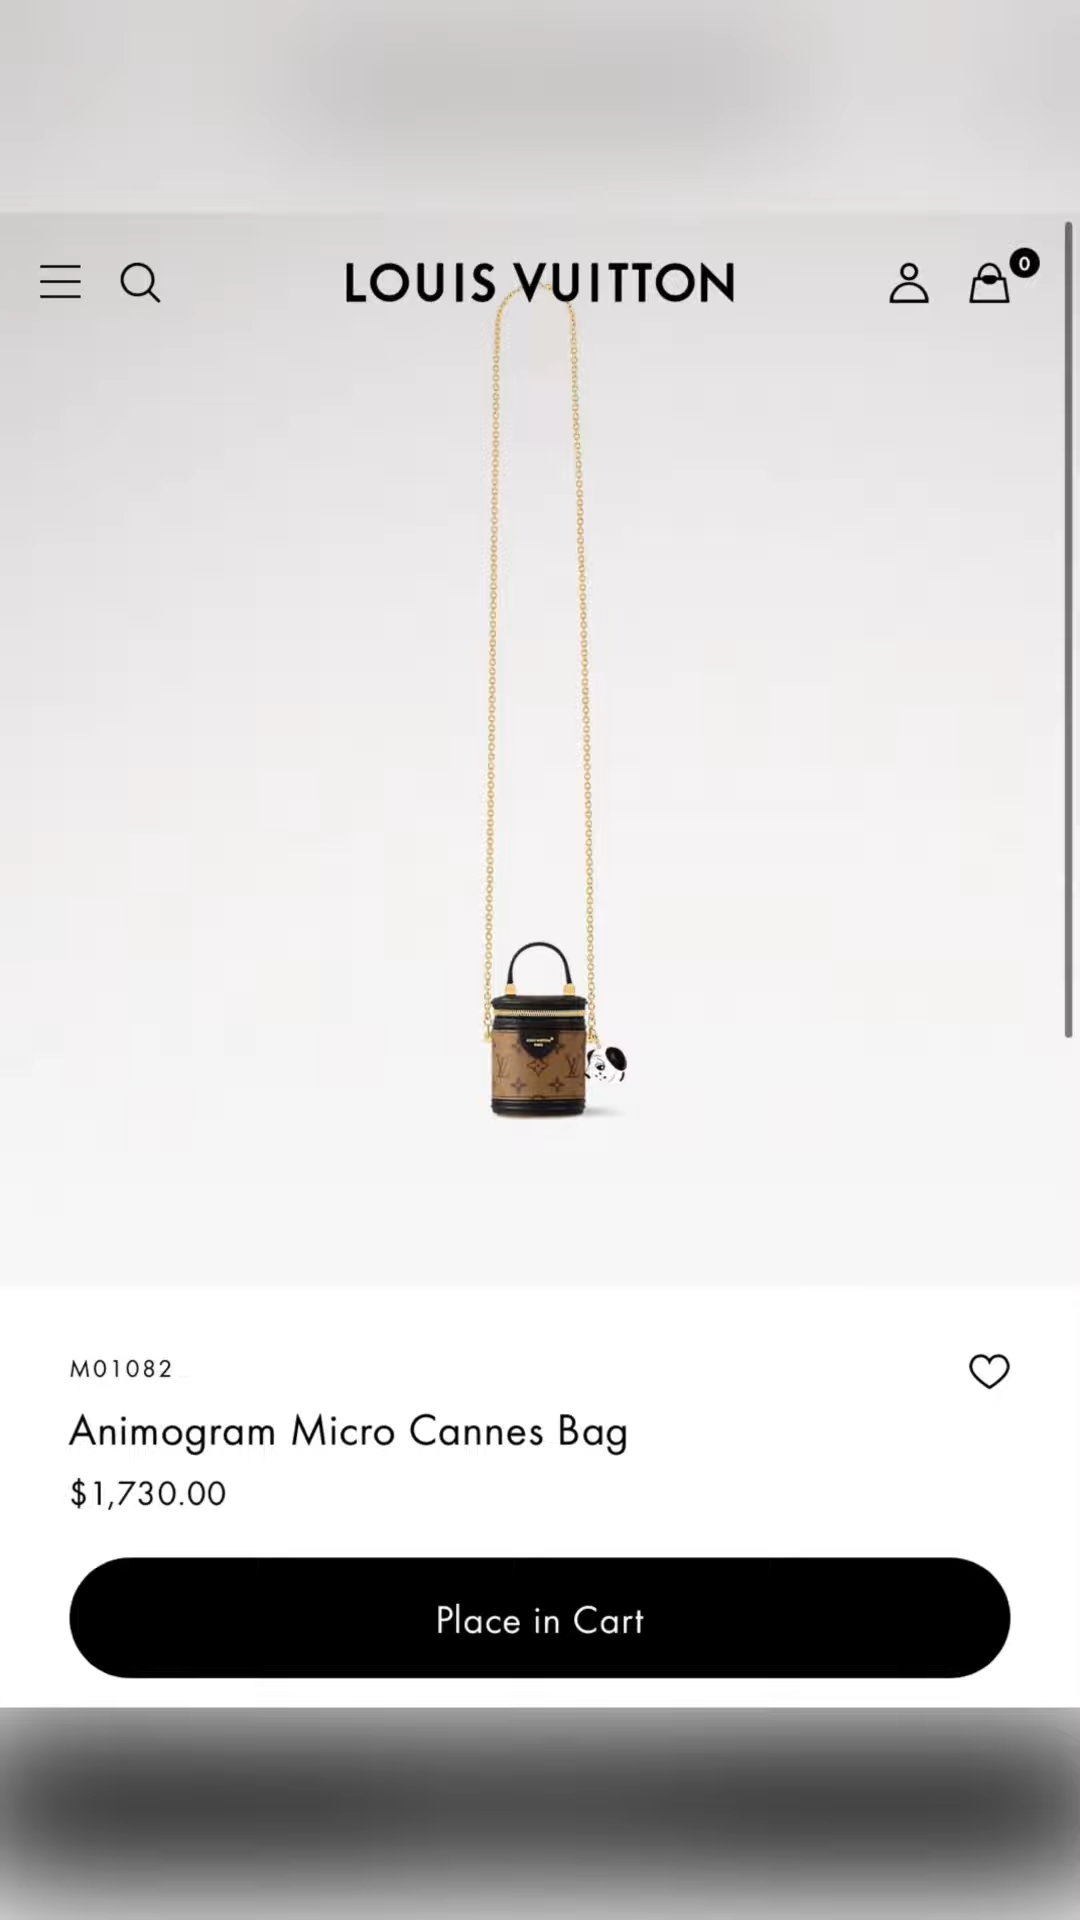 LOUIS VUITTON
0
M01082
Animogram Micro Cannes Bag
$1,730.00
Place in Cart